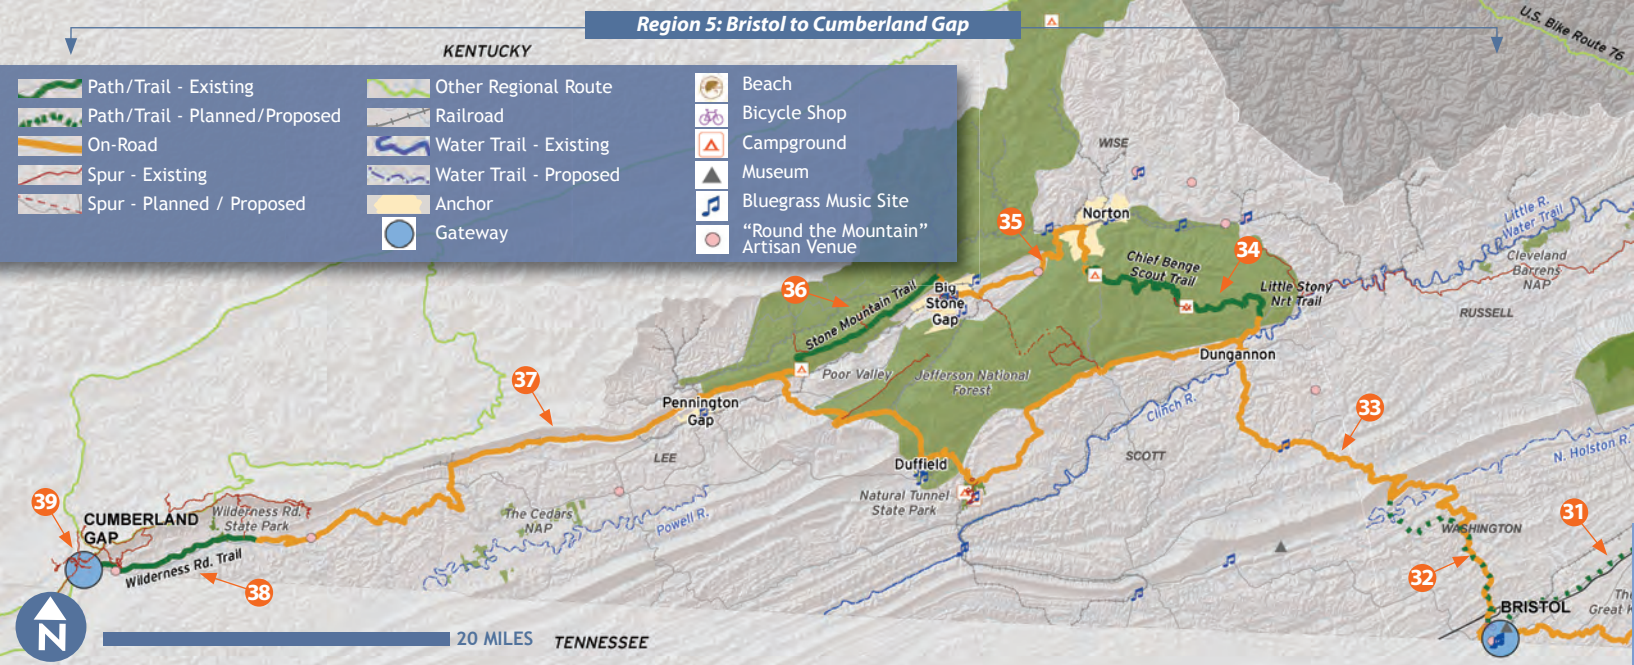 Region 5: Bristol to Cumberland Gap
U.S. Bike Route 76
KENTUCKY
Path/Trail - Existing
Path/Trail - Planned/Proposed
On-Road
Spur - Existing
Spur - Planned / Proposed
Other Regional Route
Railroad
Water Trail - Existing
Water Trail - Proposed
Anchor
Gateway
Beach
Bicycle Shop
Campground
Museum
Bluegrass Music Site
“Round the Mountain”
Artisan Venue
WISE
Norton
35
34
Chief Benge
Scout Trail
Little Stony
Nrt Trail
Little R.
Water Trail
Cleveland
Barrens
NAP
RUSSELL
36
Stone Mountain Trail
Big
Stone
Gap
Dungannon
Poor Valley
Jefferson National
Forest
37
Pennington
Gap
Clinch R.
33
LEE
Duffield
SCOTT
N. Holston R.
Natural Tunnel
State Park
39
CUMBERLAND
GAP
Wilderness Rd.
State Park
The Cedars
NAP
Powell R.
WASHINGTON
31
Wilderness Rd. Trail
38
32
BRISTOL
The
Great K
N
20 MILES
TENNESSEE